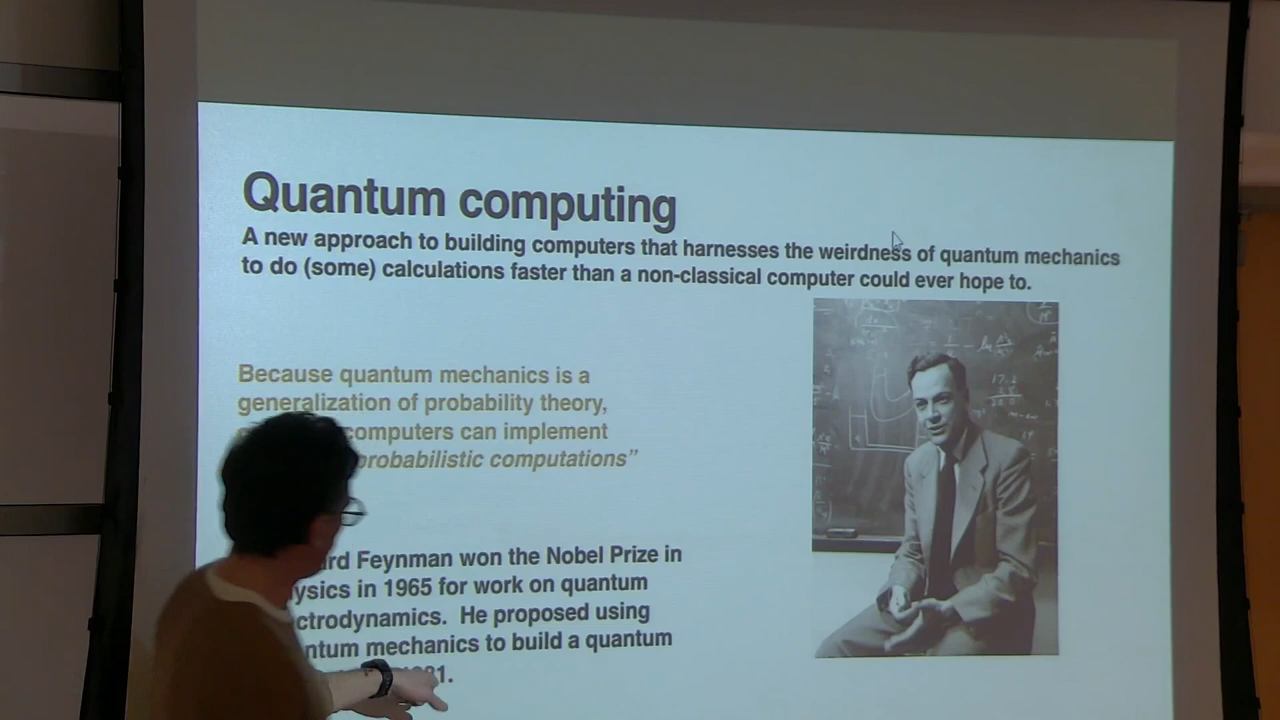 Quantum computing
A new approach to building computers that harnesses the weirdness of quantum mechanics
to do (some) calculations faster than a non-classical computer could ever hope to.
Because quantum mechanics is a
generalization of probability theory,
computers can implement
probabilistic computations”
Feynman won the Nobel Prize in
in 1965 for work on quantum
He proposed using
mechanics to build a quantum